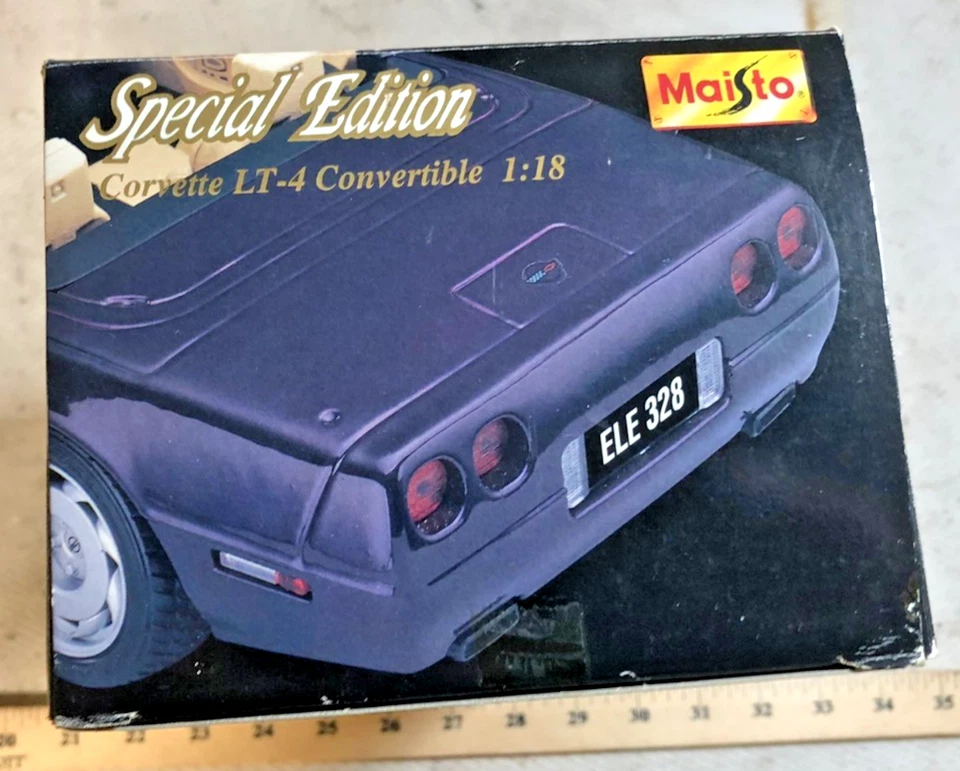 Special Edition
Maisto
Corvette LT-4 Convertible 1:18
ELE 328
21 22 23 24 25 26 27 28 29 30 31 32 33 34 35